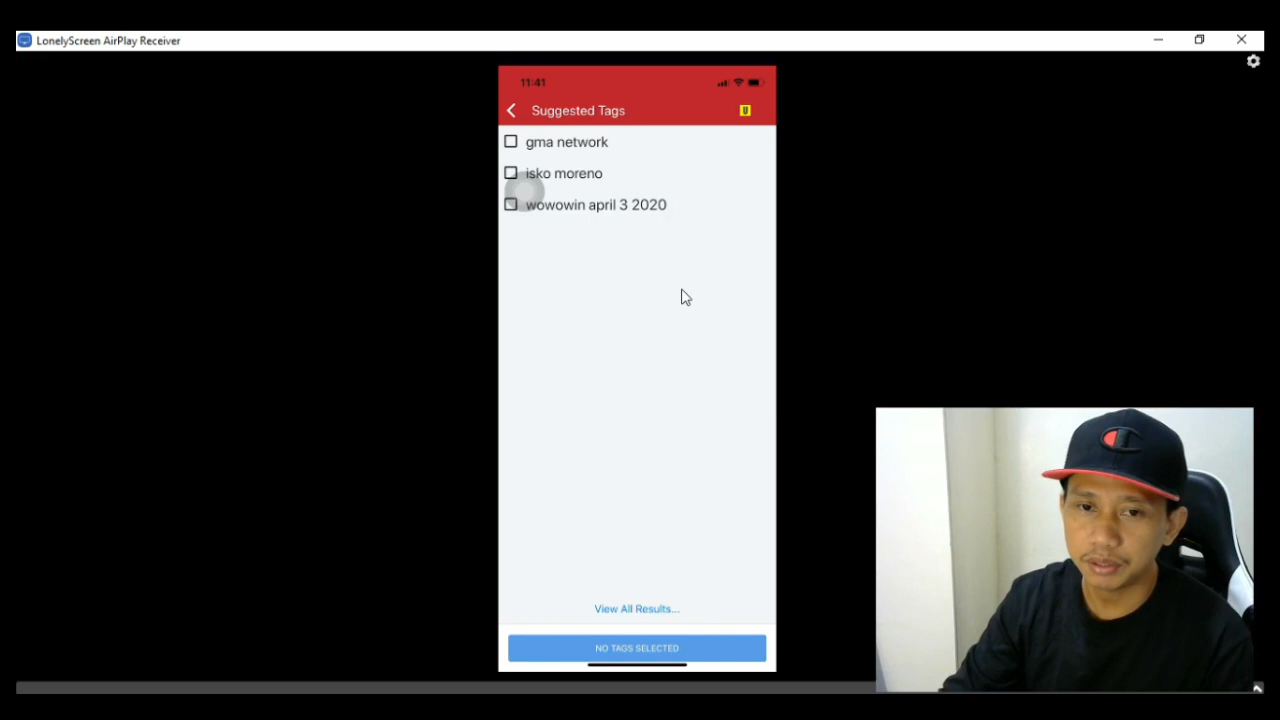 LonelyScreen AirPlay Receiver
11:41
Suggested Tags
U
gma network
isko moreno
wowowin april 3 2020
View All Results...
NO TAGS SELECTED